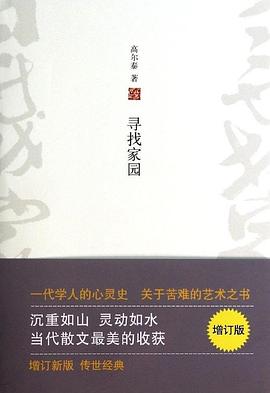 高尔泰 著
寻找家园
一代学人的心灵史 关于苦难的艺术之书
沉重如山 灵动如水
当代散文最美的收获
增订版
增订新版 传世经典